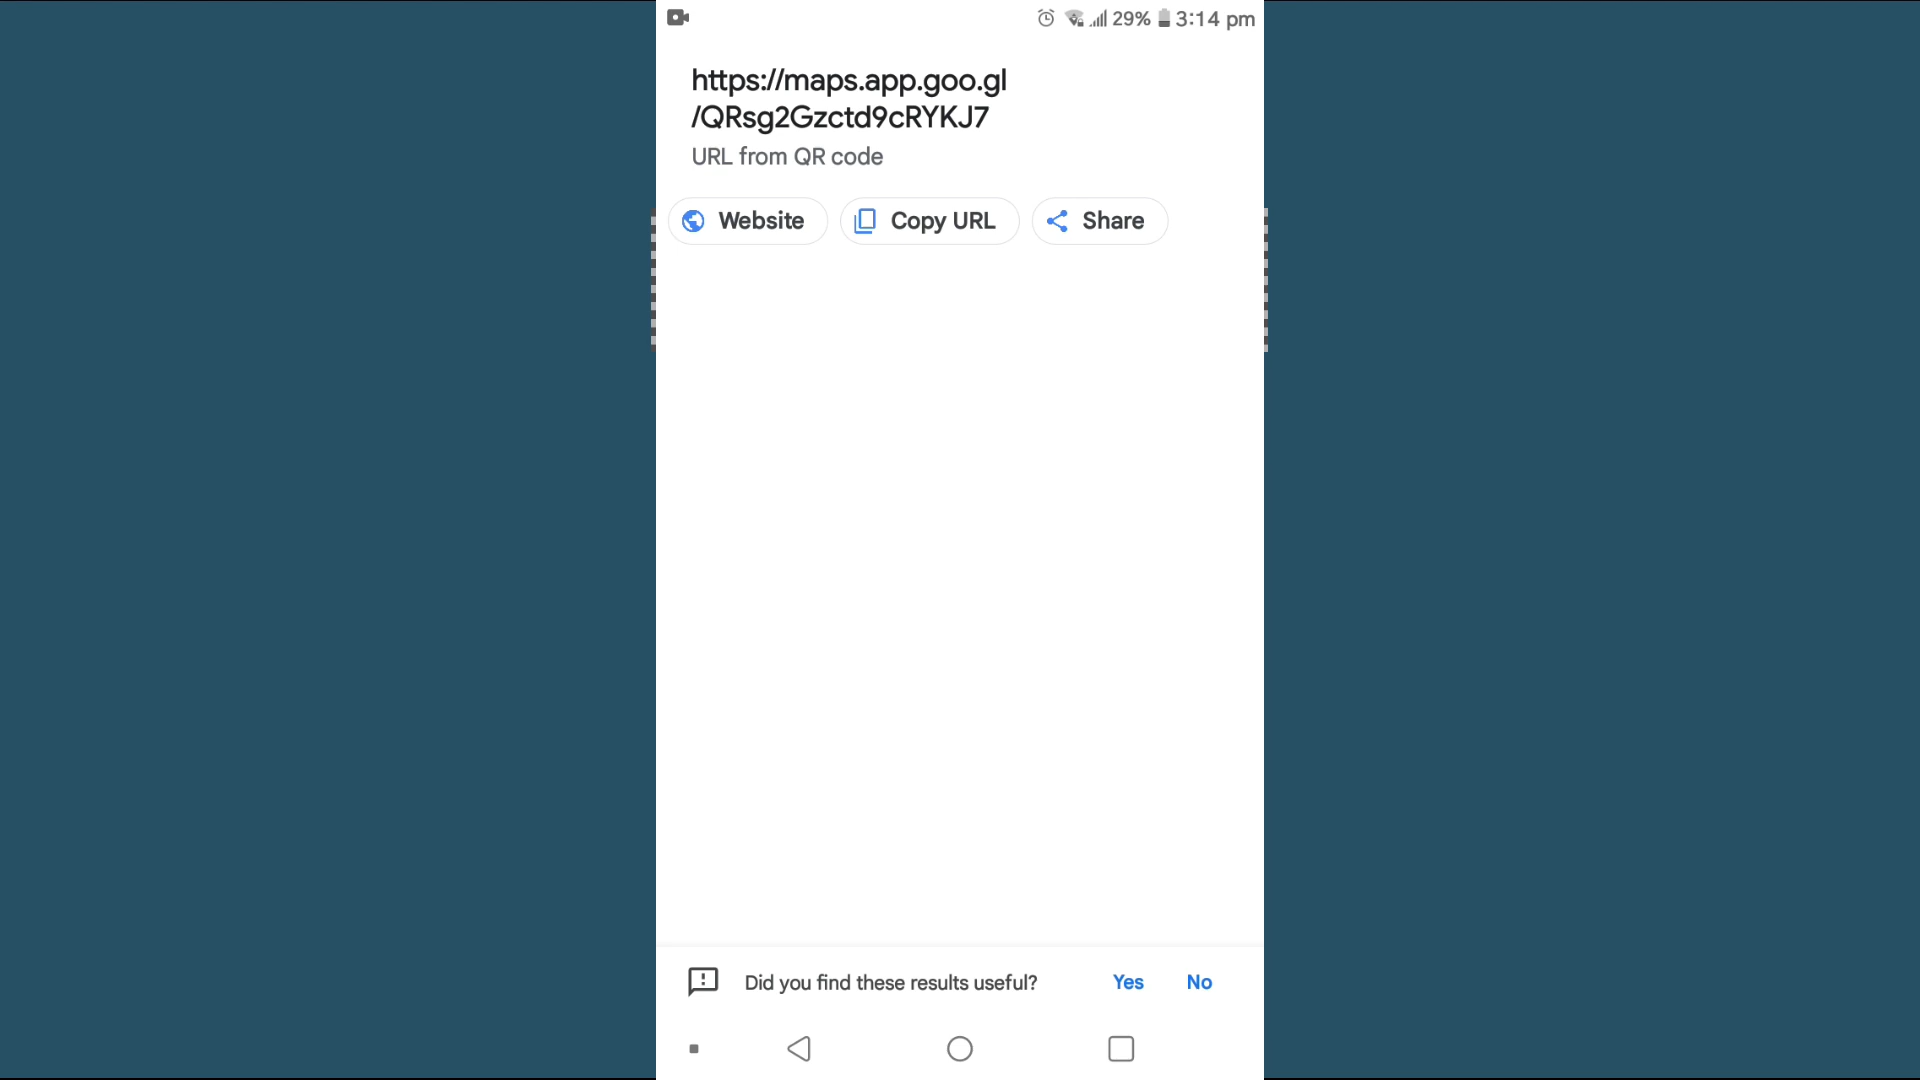 29% 3:14 pm
https://maps.app.goo.gl
/QRsg2Gzctd9cRYKJ7
URL from QR code
Website Copy URL Share
Did you find these results useful? Yes No